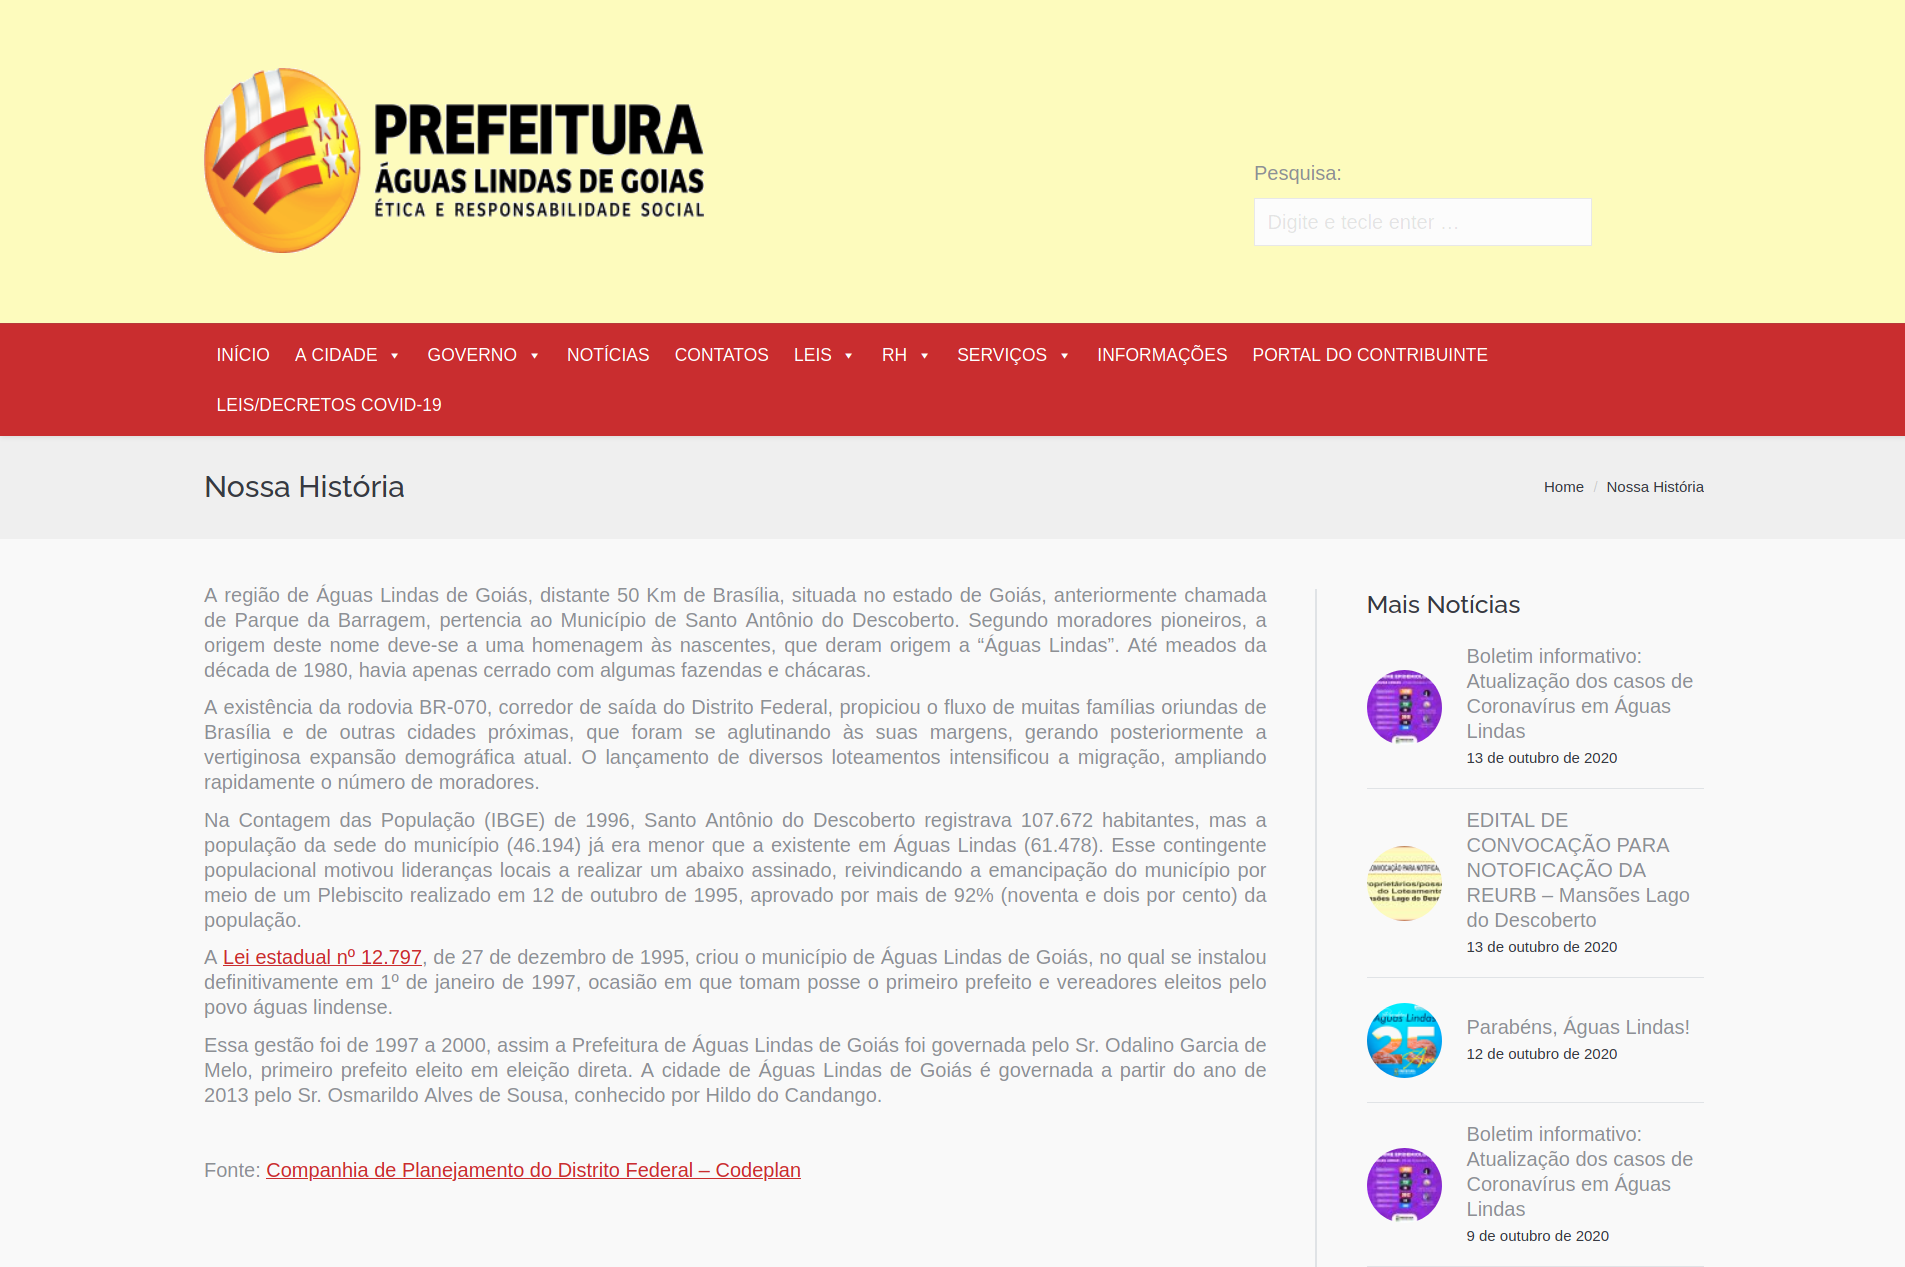 PREFEITURA
ÁGUAS LINDAS DE GOIAS
ÉTICA E RESPONSABILIDADE SOCIAL
Pesquisa:
Digite e tecle enter …
INÍCIO A CIDADE GOVERNO NOTÍCIAS CONTATOS LEIS RH SERVIÇOS INFORMAÇÕES PORTAL DO CONTRIBUINTE
LEIS/DECRETOS COVID-19
Nossa História
Home / Nossa História
A região de Águas Lindas de Goiás, distante 50 Km de Brasília, situada no estado de Goiás, anteriormente chamada
de Parque da Barragem, pertencia ao Município de Santo Antônio do Descoberto. Segundo moradores pioneiros, a
origem deste nome deve-se a uma homenagem às nascentes, que deram origem a “Águas Lindas”. Até meados da
década de 1980, havia apenas cerrado com algumas fazendas e chácaras.
A existência da rodovia BR-070, corredor de saída do Distrito Federal, propiciou o fluxo de muitas famílias oriundas de
Brasília e de outras cidades próximas, que foram se aglutinando às suas margens, gerando posteriormente a
vertiginosa expansão demográfica atual. O lançamento de diversos loteamentos intensificou a migração, ampliando
rapidamente o número de moradores.
Na Contagem das População (IBGE) de 1996, Santo Antônio do Descoberto registrava 107.672 habitantes, mas a
população da sede do município (46.194) já era menor que a existente em Águas Lindas (61.478). Esse contingente
populacional motivou lideranças locais a realizar um abaixo assinado, reivindicando a emancipação do município por
meio de um Plebiscito realizado em 12 de outubro de 1995, aprovado por mais de 92% (noventa e dois por cento) da
população.
A Lei estadual nº 12.797, de 27 de dezembro de 1995, criou o município de Águas Lindas de Goiás, no qual se instalou
definitivamente em 1º de janeiro de 1997, ocasião em que tomam posse o primeiro prefeito e vereadores eleitos pelo
povo águas lindense.
Essa gestão foi de 1997 a 2000, assim a Prefeitura de Águas Lindas de Goiás foi governada pelo Sr. Odalino Garcia de
Melo, primeiro prefeito eleito em eleição direta. A cidade de Águas Lindas de Goiás é governada a partir do ano de
2013 pelo Sr. Osmarildo Alves de Sousa, conhecido por Hildo do Candango.
Fonte: Companhia de Planejamento do Distrito Federal – Codeplan
Mais Notícias
Boletim informativo:
Atualização dos casos de
Coronavírus em Águas
Lindas
13 de outubro de 2020
EDITAL DE
CONVOCAÇÃO PARA
NOTOFICAÇÃO DA
REURB – Mansões Lago
do Descoberto
13 de outubro de 2020
Águas Lindas
25
Parabéns, Águas Lindas!
12 de outubro de 2020
Boletim informativo:
Atualização dos casos de
Coronavírus em Águas
Lindas
9 de outubro de 2020